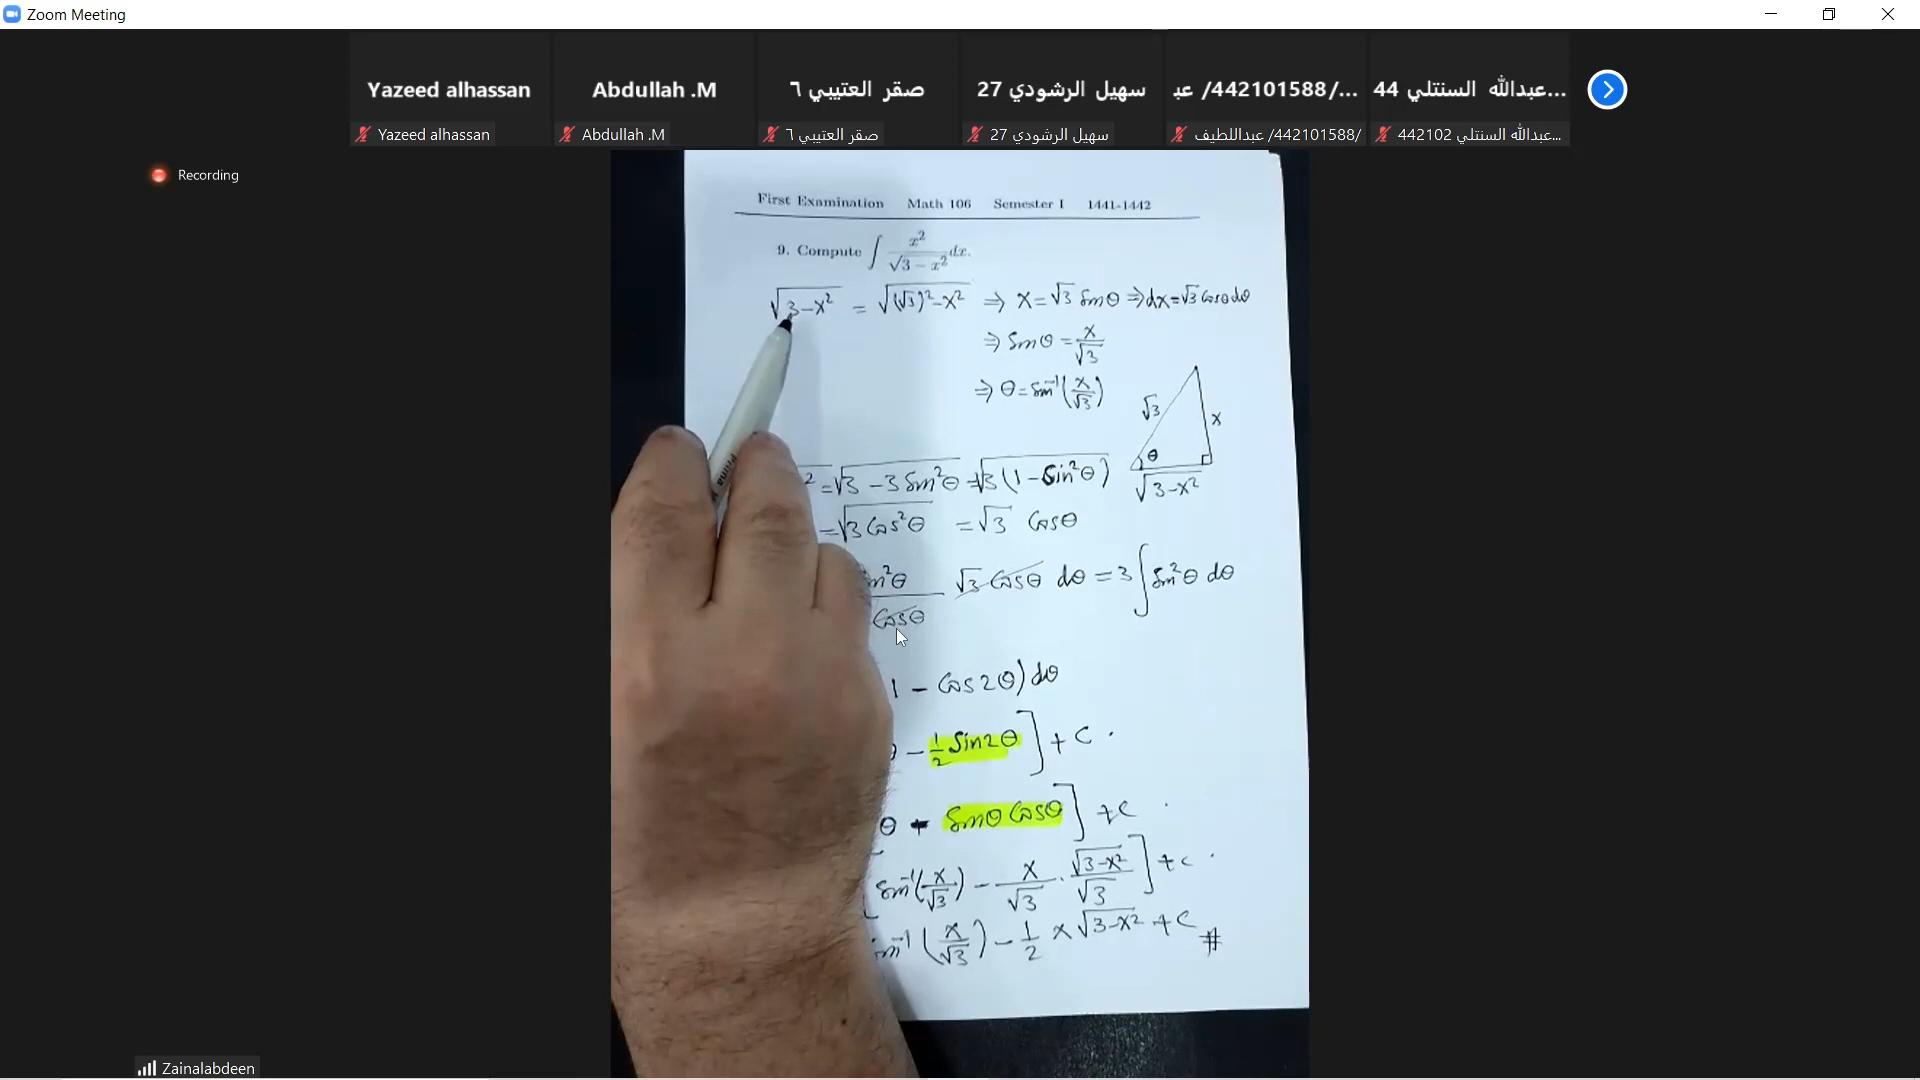 Zoom Meeting
Yazeed alhassan
Abdullah .M
صقر العتيبي ٦
سهيل الرشودي 27
...عبدالله السنتلي 44
Yazeed alhassan
Abdullah .M
صقر العتيبي ٦
سهيل الرشودي 27
عبداللطيف /442101588/
...عبدالله السنتلي 442102
Recording
First Examination Math 106 Semester I 1441-1442
9. Compute ∫ x²/√(3 − x²) dx.
√(3−x²) = √((√3)²−x²) ⇒ x=√3 Sinθ ⇒ dx=√3 Cosθ dθ
⇒ Sinθ = x/√3
⇒ θ = Sin⁻¹(x/√3)
√3
x
θ
√(3−x²)
² = √(3 − 3 Sin²θ) = √(3(1 − Sin²θ))
= √(3 Cos²θ) = √3 Cosθ
in²θ/Cosθ √3 Cosθ dθ = 3 ∫ Sin²θ dθ
1 − Cos2θ) dθ
− ½ Sin2θ] + C .
θ - Sinθ Cosθ] + C .
[Sin⁻¹(x/√3) − x/√3 . √(3−x²)/√3] + C .
in⁻¹(x/√3) − ½ x √(3−x²) + C #
Zainalabdeen